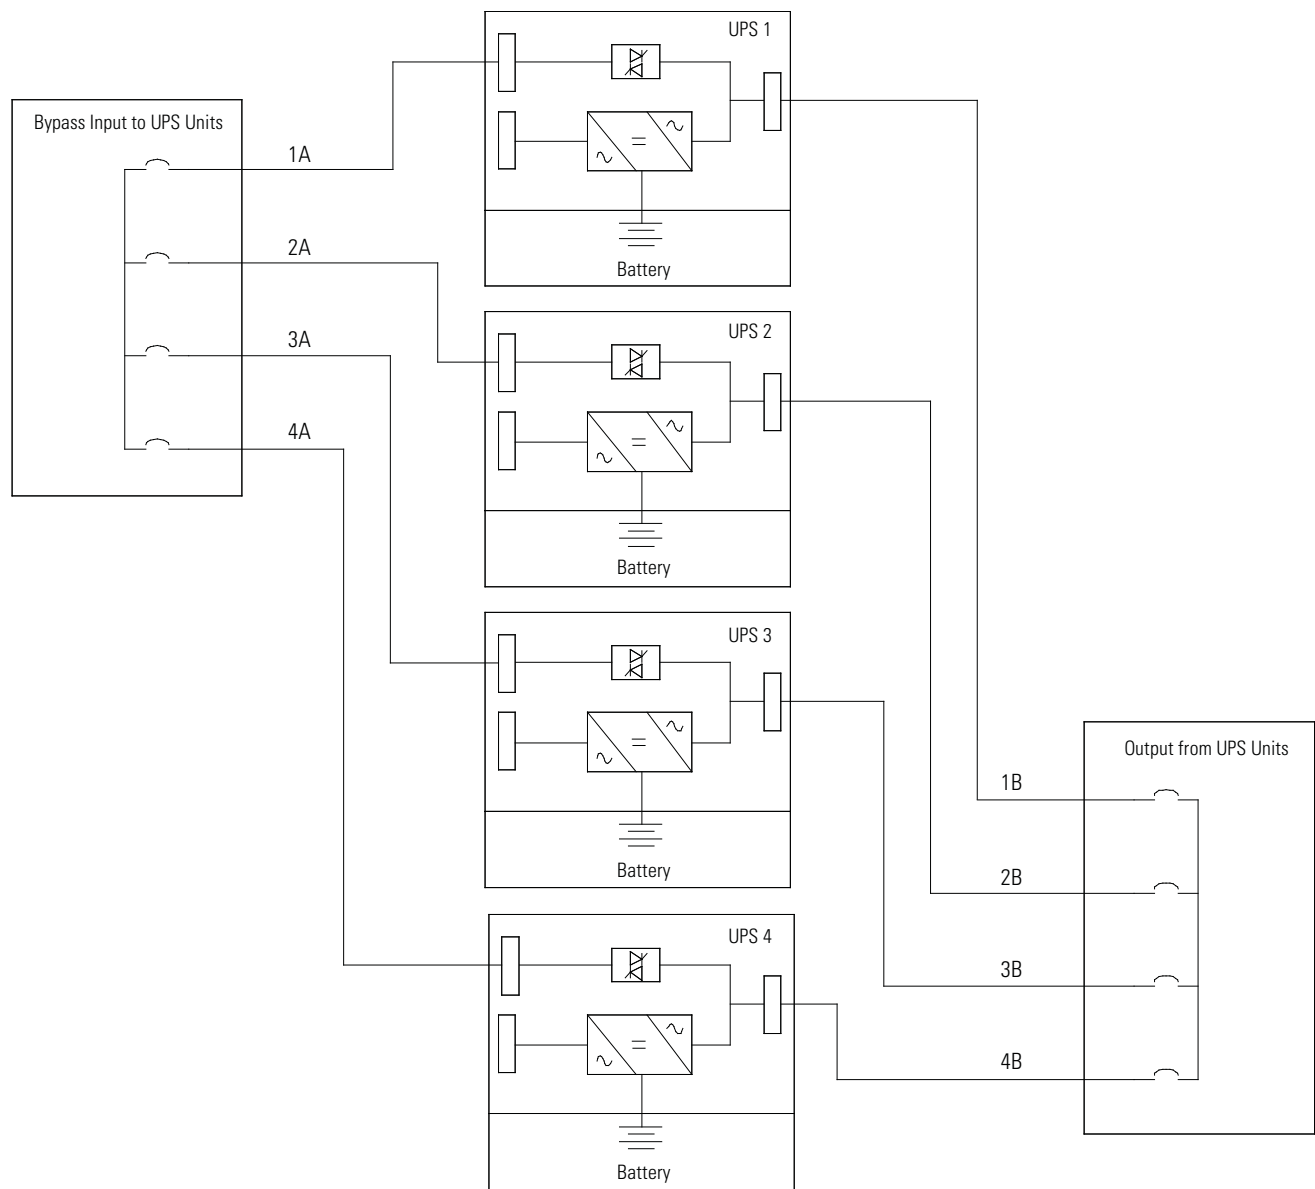 UPS 1
Bypass Input to UPS Units
1A
2A
Battery
UPS 2
3A
4A
Battery
UPS 3
Output from UPS Units
1B
Battery
2B
UPS 4
3B
4B
Battery